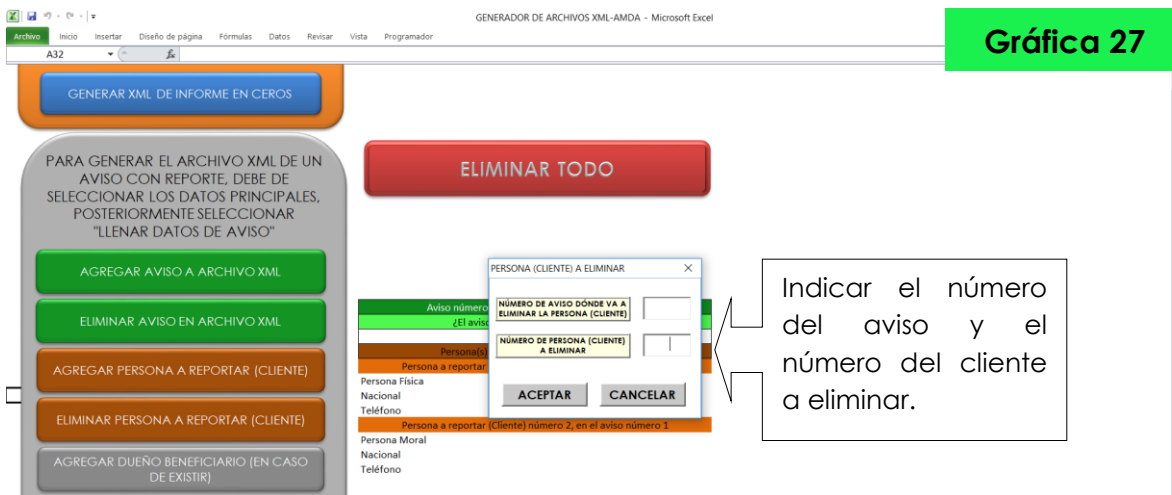 GENERADOR DE ARCHIVOS XML-AMDA - Microsoft Excel
Gráfica 27
Archivo Inicio Insertar Diseño de página Fórmulas Datos Revisar Vista Programador
A32 fx
GENERAR XML DE INFORME EN CEROS
PARA GENERAR EL ARCHIVO XML DE UN
AVISO CON REPORTE, DEBE DE
SELECCIONAR LOS DATOS PRINCIPALES,
POSTERIORMENTE SELECCIONAR
"LLENAR DATOS DE AVISO"
AGREGAR AVISO A ARCHIVO XML
ELIMINAR AVISO EN ARCHIVO XML
AGREGAR PERSONA A REPORTAR (CLIENTE)
ELIMINAR PERSONA A REPORTAR (CLIENTE)
AGREGAR DUEÑO BENEFICIARIO (EN CASO
DE EXISTIR)
ELIMINAR TODO
Aviso número
¿El aviso
Persona(s)
Persona a reportar
Persona Física
Nacional
Teléfono
Persona a reportar (Cliente) número 2, en el aviso número 1
Persona Moral
Nacional
Teléfono
PERSONA (CLIENTE) A ELIMINAR
NÚMERO DE AVISO DÓNDE VA A
ELIMINAR LA PERSONA (CLIENTE)
NÚMERO DE PERSONA (CLIENTE)
A ELIMINAR
ACEPTAR CANCELAR
Indicar el número
del aviso y el
número del cliente
a eliminar.